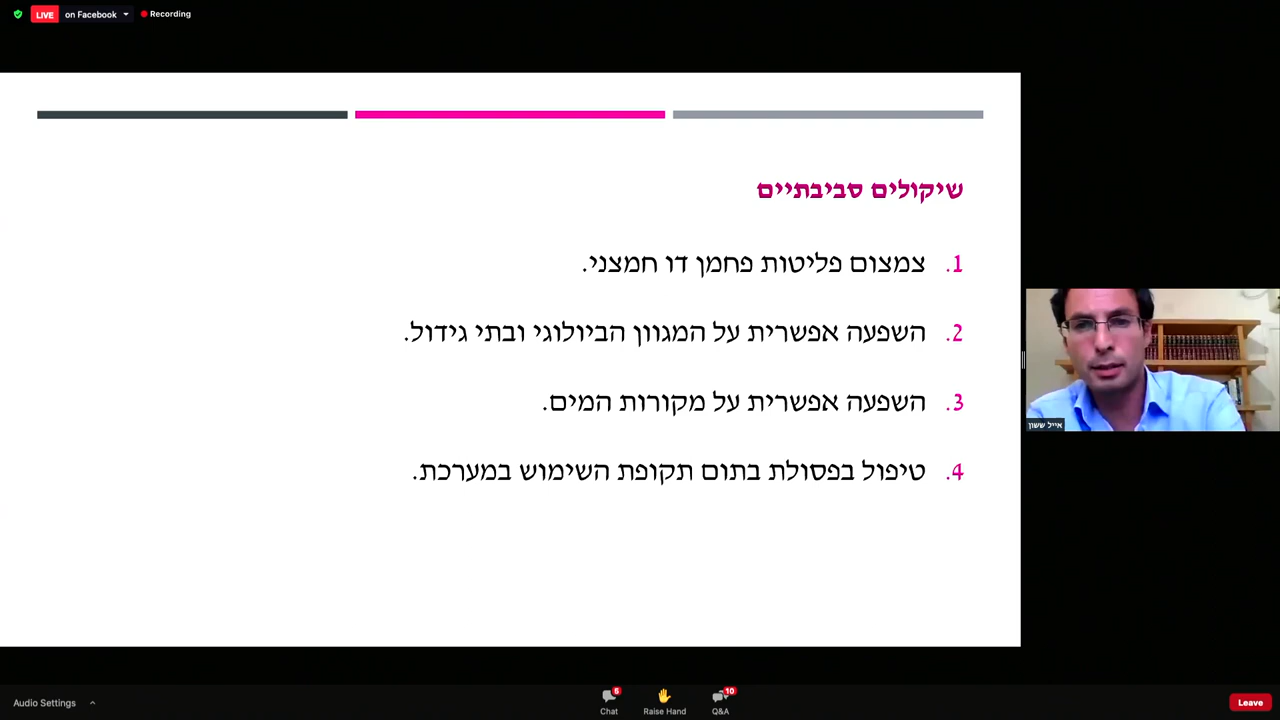 LIVE on Facebook Recording
שיקולים סביבתיים
1. צמצום פליטות פחמן דו חמצני.
2. השפעה אפשרית על המגוון הביולוגי ובתי גידול.
3. השפעה אפשרית על מקורות המים.
4. טיפול בפסולת בתום תקופת השימוש במערכת.
אייל ששון
Audio Settings
5
Chat
Raise Hand
10
Q&A
Leave